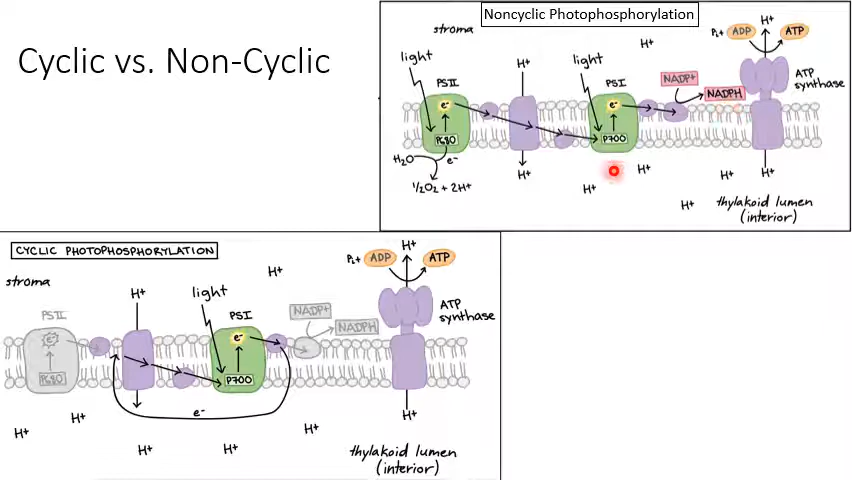 Cyclic vs. Non-Cyclic
Noncyclic Photophosphorylation
stroma
light
PSII
e-
P680
H₂O
e-
½O₂ + 2H+
H+
H+
light
PSI
e-
P700
H+
NADP+
NADPH
Pi+ ADP
ATP
H+
ATP
synthase
H+
H+
H+
H+
H+
thylakoid lumen
(interior)
CYCLIC PHOTOPHOSPHORYLATION
stroma
PSII
e-
P680
H+
light
PSI
e-
P700
H+
NADP+
NADPH
Pi+ ADP
ATP
H+
ATP
synthase
e-
H+
H+
H+
H+
H+
H+
thylakoid lumen
(interior)